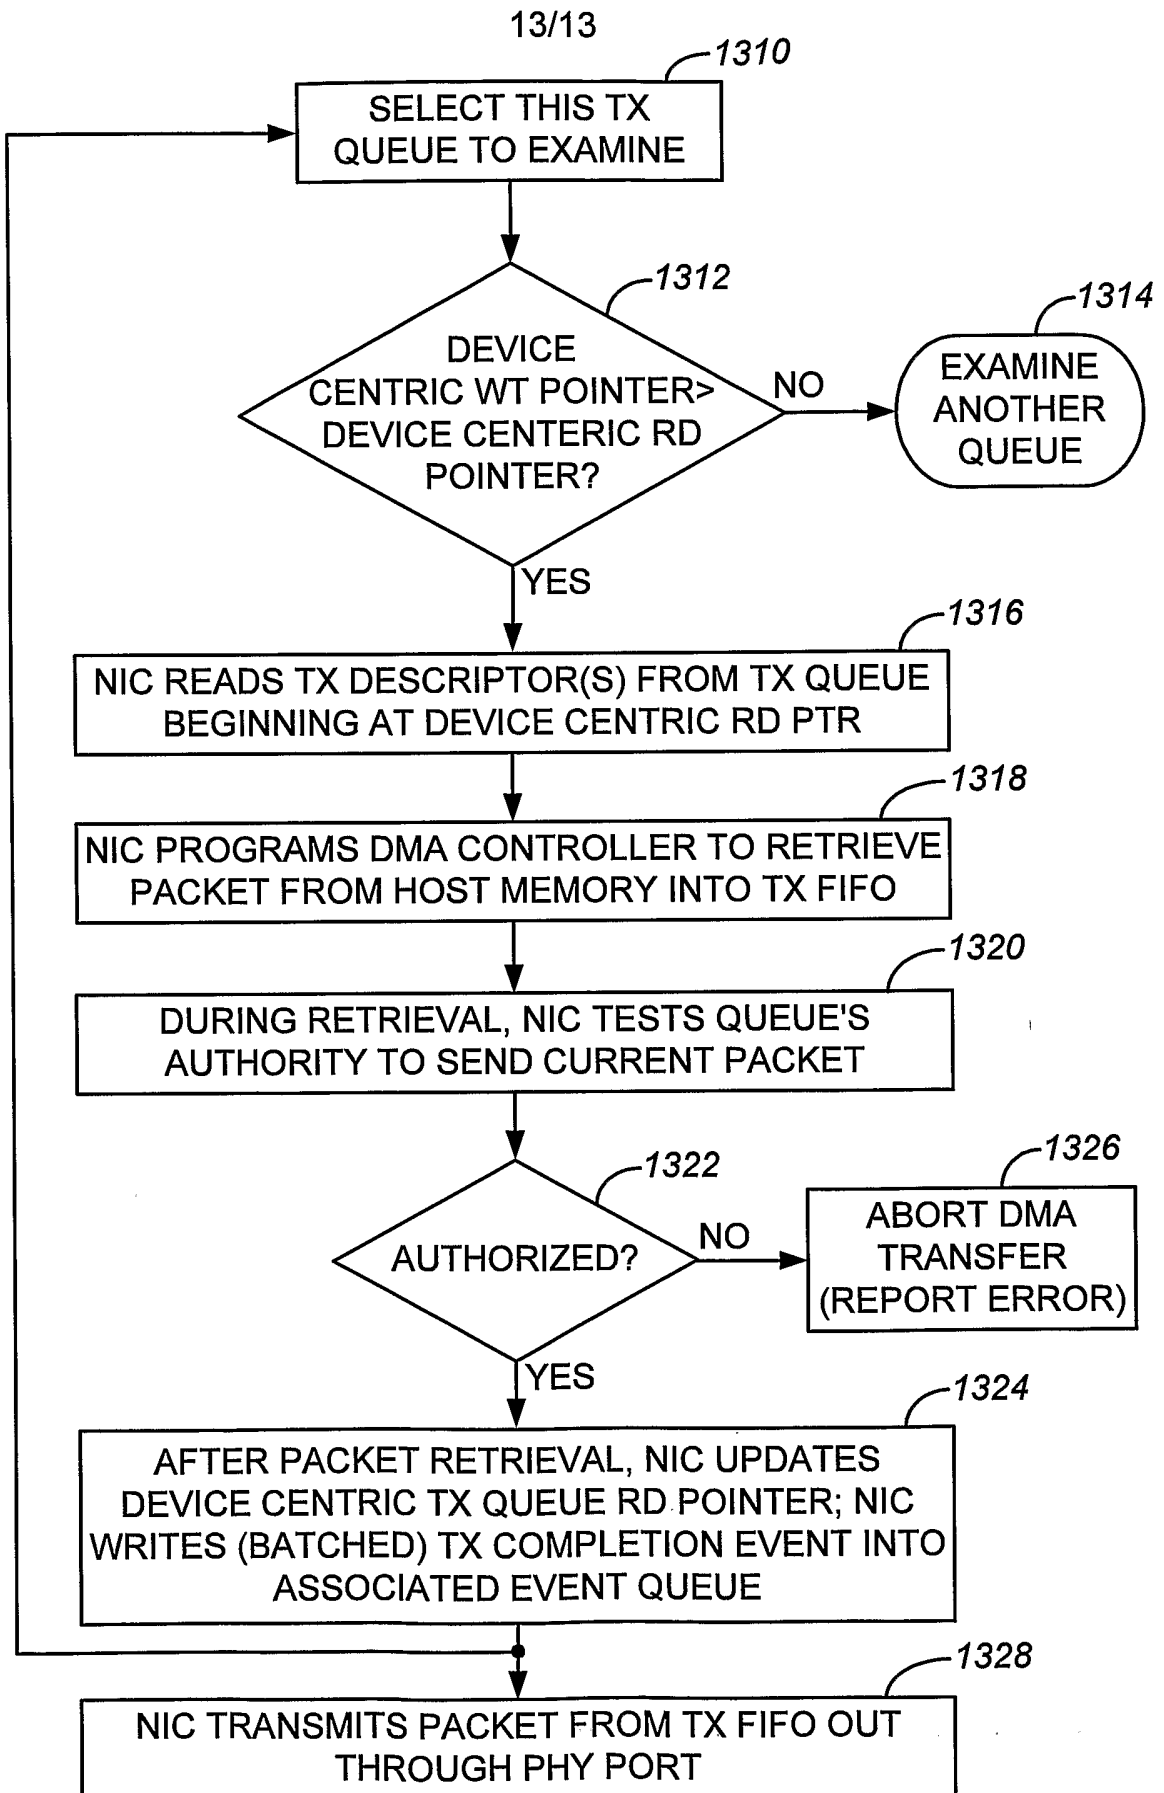 13/13
1310
SELECT THIS TX
QUEUE TO EXAMINE
1312
DEVICE
CENTRIC WT POINTER>
DEVICE CENTERIC RD
POINTER?
NO
1314
EXAMINE
ANOTHER
QUEUE
YES
1316
NIC READS TX DESCRIPTOR(S) FROM TX QUEUE
BEGINNING AT DEVICE CENTRIC RD PTR
1318
NIC PROGRAMS DMA CONTROLLER TO RETRIEVE
PACKET FROM HOST MEMORY INTO TX FIFO
1320
DURING RETRIEVAL, NIC TESTS QUEUE'S
AUTHORITY TO SEND CURRENT PACKET
1322
AUTHORIZED?
NO
1326
ABORT DMA
TRANSFER
(REPORT ERROR)
YES
1324
AFTER PACKET RETRIEVAL, NIC UPDATES
DEVICE CENTRIC TX QUEUE RD POINTER; NIC
WRITES (BATCHED) TX COMPLETION EVENT INTO
ASSOCIATED EVENT QUEUE
1328
NIC TRANSMITS PACKET FROM TX FIFO OUT
THROUGH PHY PORT